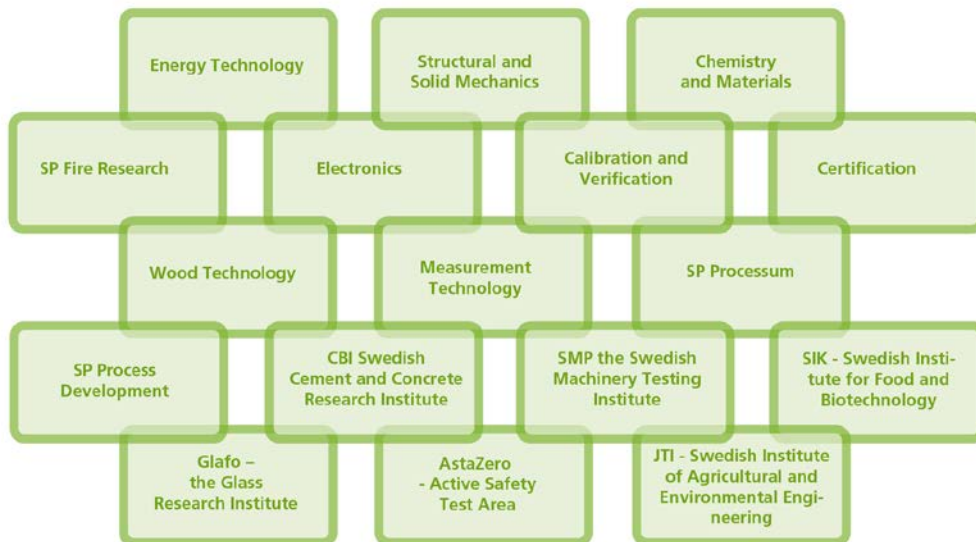 Energy Technology
Structural and
Solid Mechanics
Chemistry
and Materials
SP Fire Research
Electronics
Calibration and
Verification
Certification
Wood Technology
Measurement
Technology
SP Processum
SP Process
Development
CBI Swedish
Cement and Concrete
Research Institute
SMP the Swedish
Machinery Testing
Institute
SIK - Swedish Insti-
tute for Food and
Biotechnology
Glafo –
the Glass
Research Institute
AstaZero
- Active Safety
Test Area
JTI - Swedish Institute
of Agricultural and
Environmental Engi-
neering